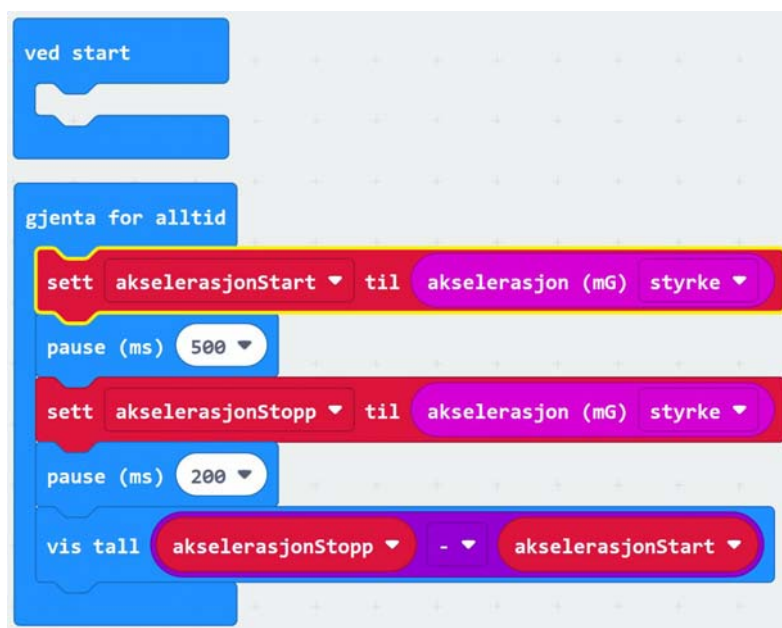 ved start
gjenta for alltid
sett akselerasjonStart til akselerasjon (mG) styrke
pause (ms) 500
sett akselerasjonStopp til akselerasjon (mG) styrke
pause (ms) 200
vis tall akselerasjonStopp - akselerasjonStart